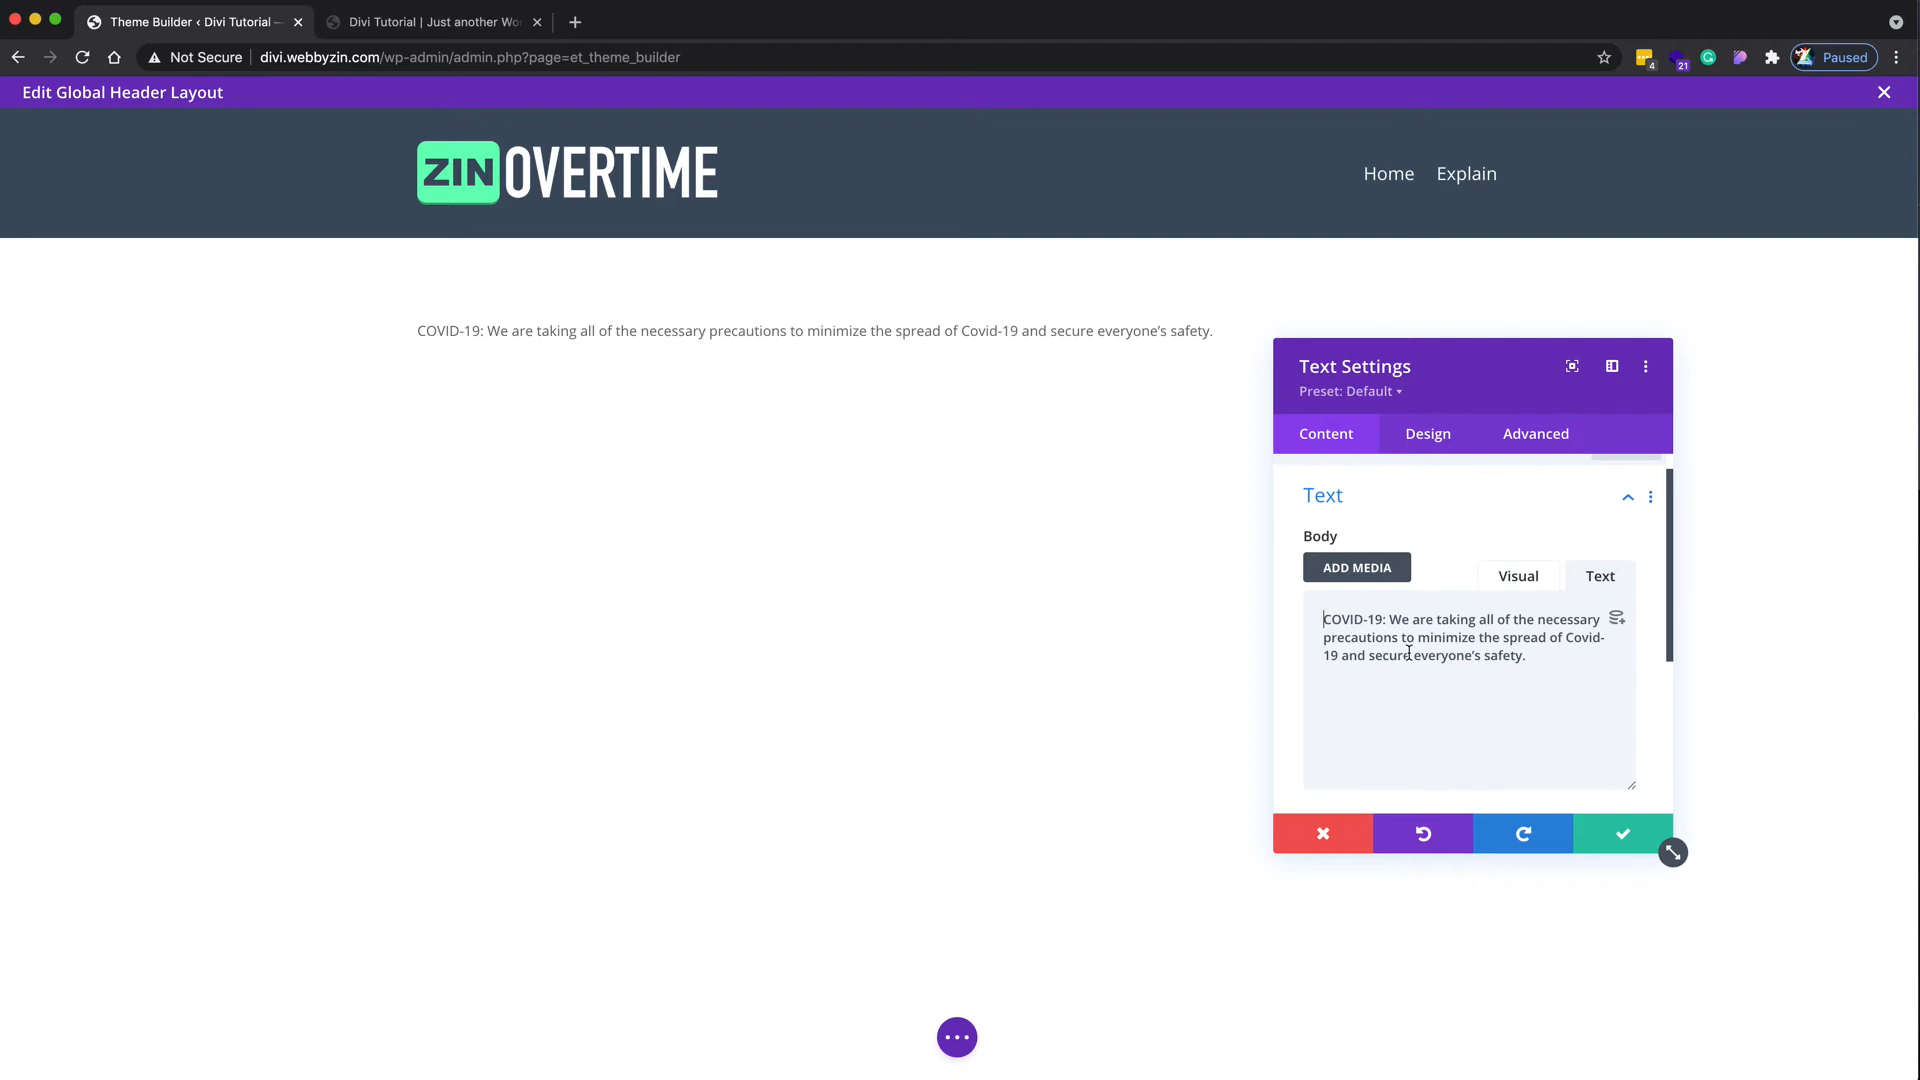 Theme Builder ‹ Divi Tutorial —
Divi Tutorial | Just another Wor
Not Secure
divi.webbyzin.com/wp-admin/admin.php?page=et_theme_builder
4
21
Paused
Edit Global Header Layout
ZIN OVERTIME
Home
Explain
COVID-19: We are taking all of the necessary precautions to minimize the spread of Covid-19 and secure everyone’s safety.
Text Settings
Preset: Default
Content
Design
Advanced
Text
Body
ADD MEDIA
Visual
Text
COVID-19: We are taking all of the necessary
precautions to minimize the spread of Covid-
19 and secure everyone’s safety.